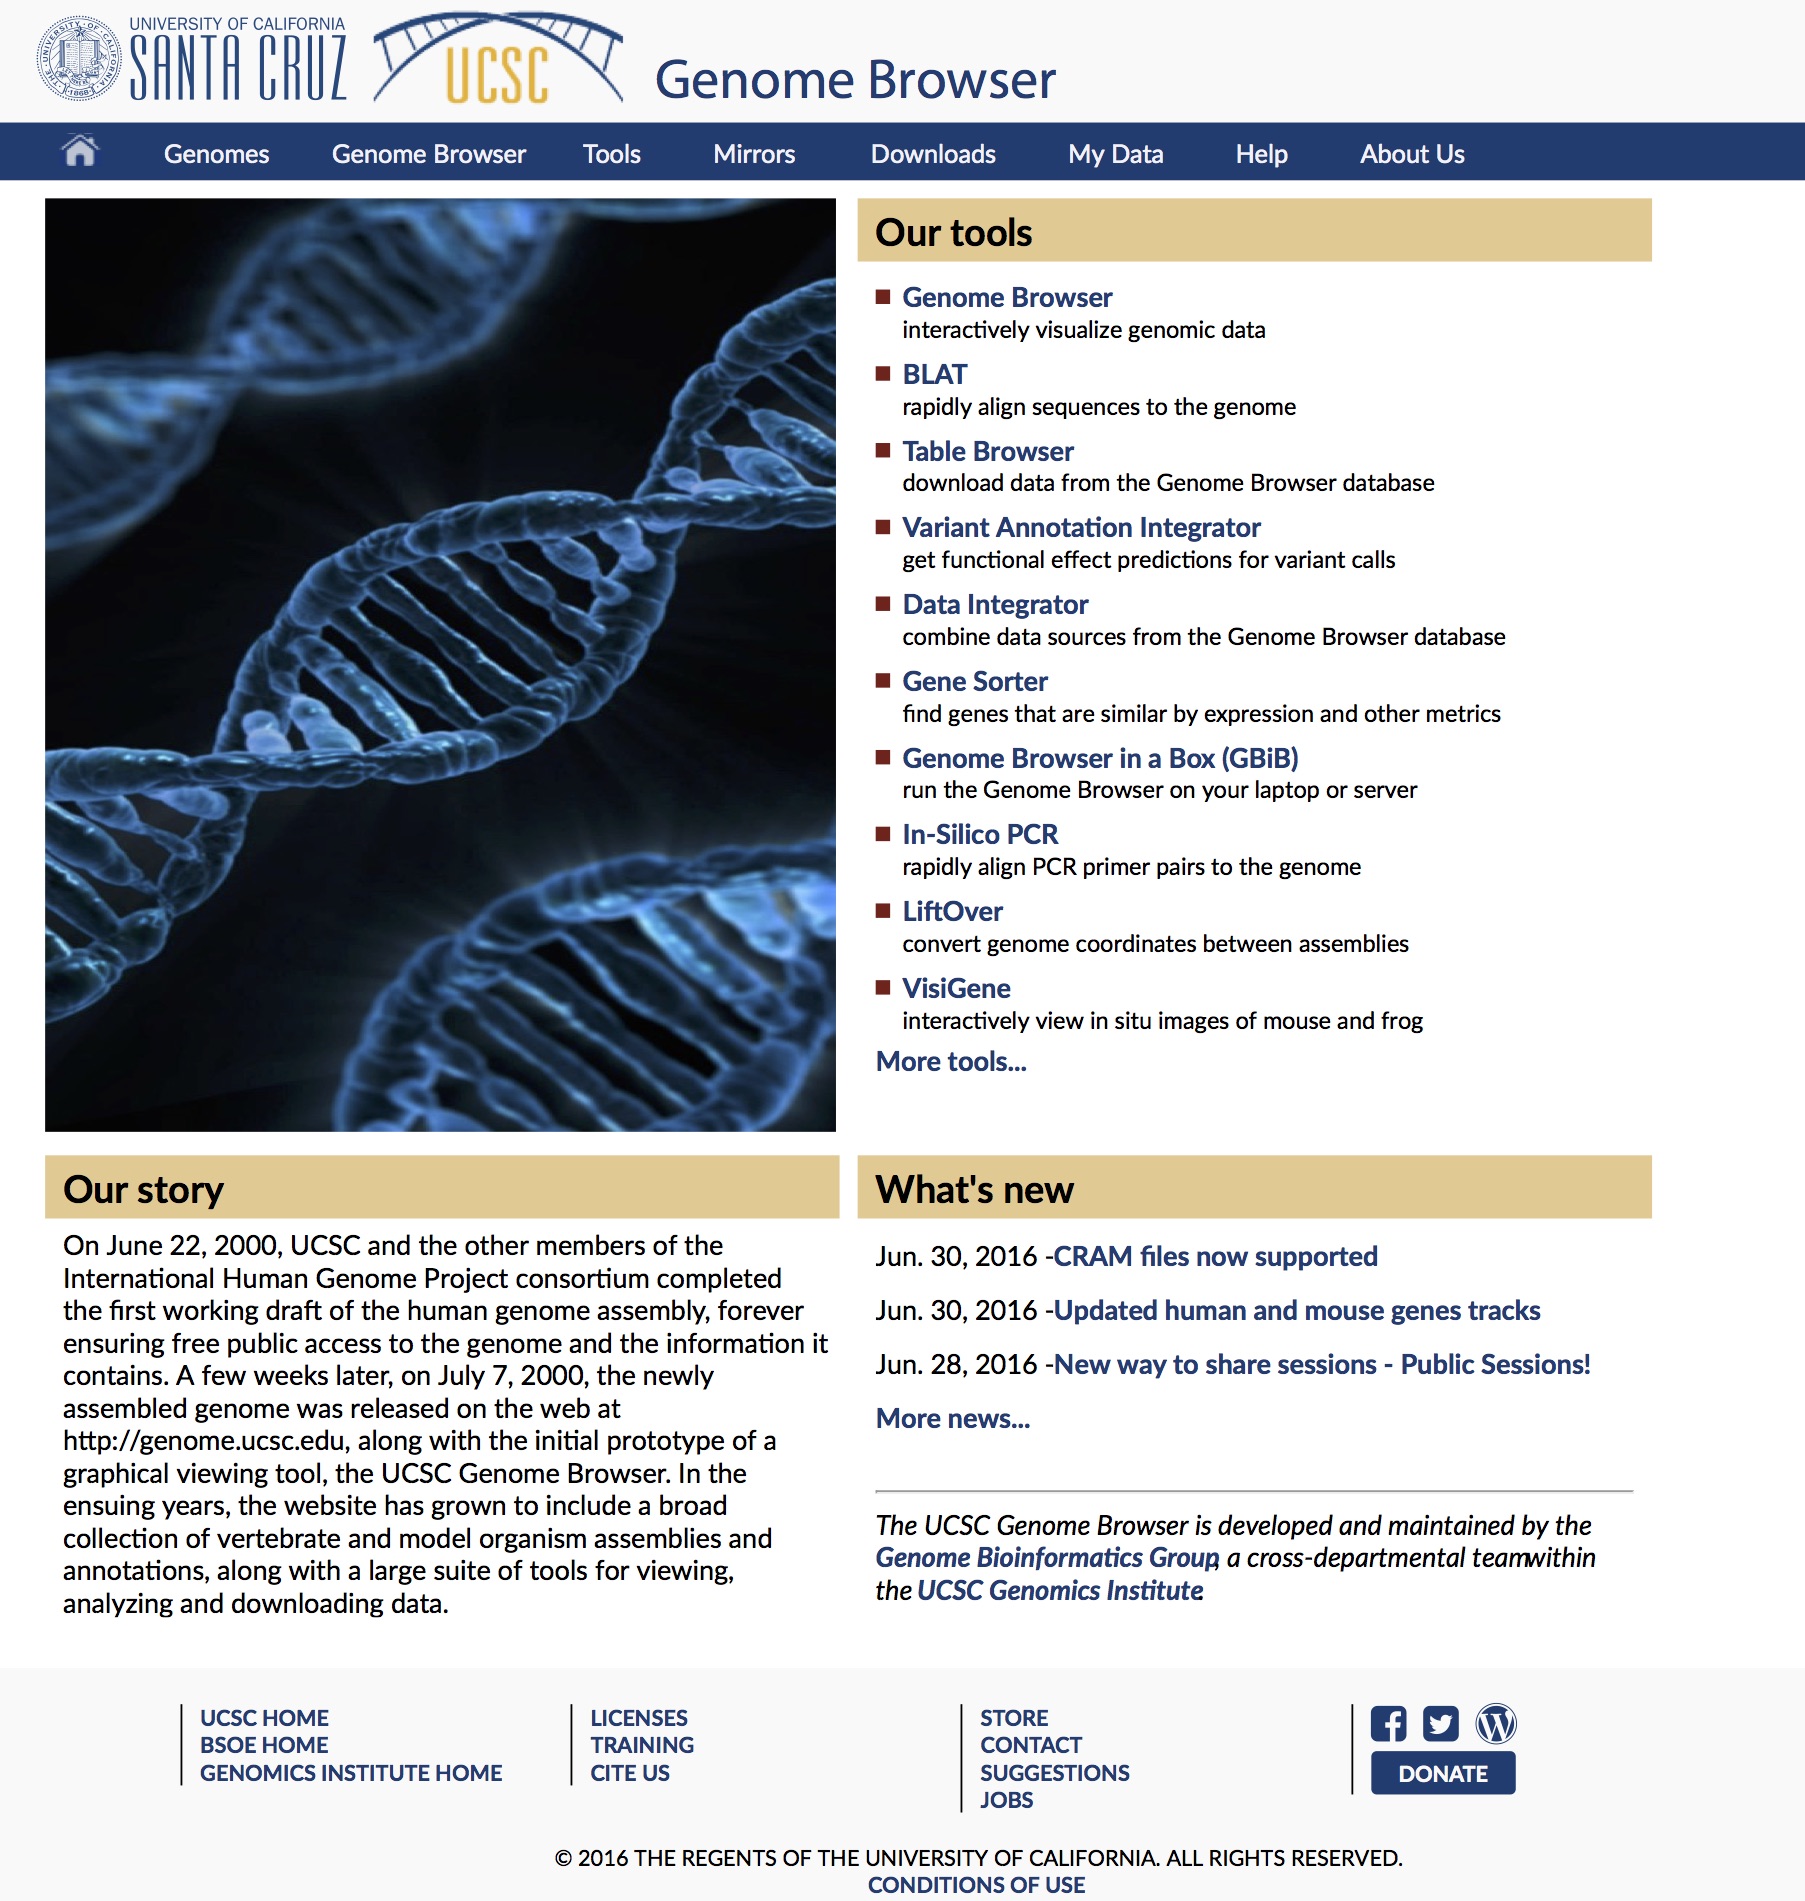 UNIVERSITY OF CALIFORNIA
SANTA CRUZ
UCSC
Genome Browser
Genomes Genome Browser Tools Mirrors Downloads My Data Help About Us
Our tools
Genome Browser
interactively visualize genomic data
BLAT
rapidly align sequences to the genome
Table Browser
download data from the Genome Browser database
Variant Annotation Integrator
get functional effect predictions for variant calls
Data Integrator
combine data sources from the Genome Browser database
Gene Sorter
find genes that are similar by expression and other metrics
Genome Browser in a Box (GBiB)
run the Genome Browser on your laptop or server
In-Silico PCR
rapidly align PCR primer pairs to the genome
LiftOver
convert genome coordinates between assemblies
VisiGene
interactively view in situ images of mouse and frog
More tools...
Our story
On June 22, 2000, UCSC and the other members of the
International Human Genome Project consortium completed
the first working draft of the human genome assembly, forever
ensuring free public access to the genome and the information it
contains. A few weeks later, on July 7, 2000, the newly
assembled genome was released on the web at
http://genome.ucsc.edu, along with the initial prototype of a
graphical viewing tool, the UCSC Genome Browser. In the
ensuing years, the website has grown to include a broad
collection of vertebrate and model organism assemblies and
annotations, along with a large suite of tools for viewing,
analyzing and downloading data.
What's new
Jun. 30, 2016 -CRAM files now supported
Jun. 30, 2016 -Updated human and mouse genes tracks
Jun. 28, 2016 -New way to share sessions - Public Sessions!
More news...
The UCSC Genome Browser is developed and maintained by the
Genome Bioinformatics Group, a cross-departmental teamwithin
the UCSC Genomics Institute.
UCSC HOME
BSOE HOME
GENOMICS INSTITUTE HOME
LICENSES
TRAINING
CITE US
STORE
CONTACT
SUGGESTIONS
JOBS
DONATE
© 2016 THE REGENTS OF THE UNIVERSITY OF CALIFORNIA. ALL RIGHTS RESERVED.
CONDITIONS OF USE